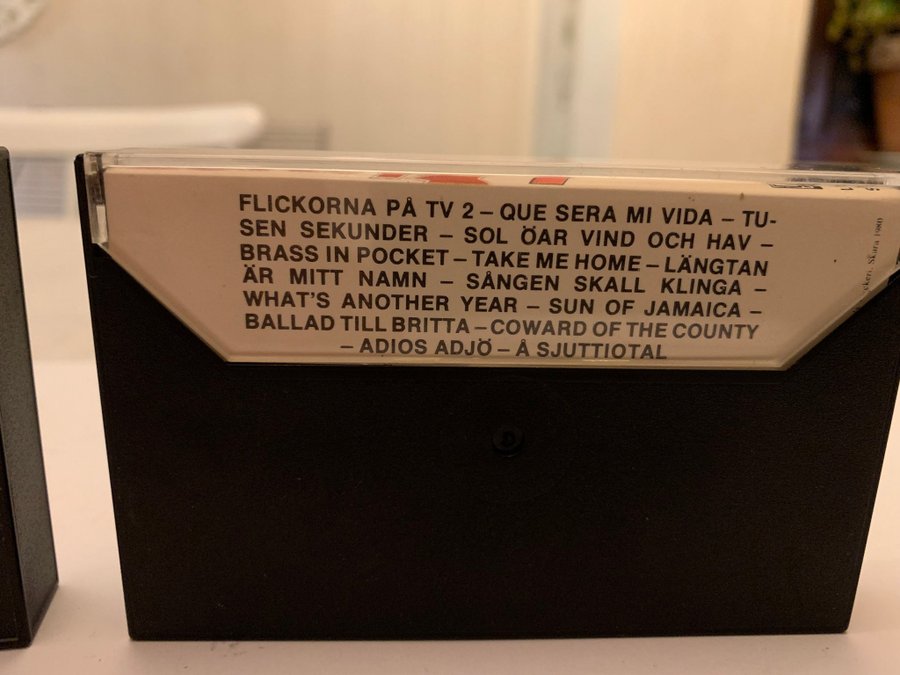 FLICKORNA PÅ TV 2 – QUE SERA MI VIDA – TU-
SEN SEKUNDER – SOL ÖAR VIND OCH HAV –
BRASS IN POCKET – TAKE ME HOME – LÄNGTAN
ÄR MITT NAMN – SÅNGEN SKALL KLINGA –
WHAT'S ANOTHER YEAR – SUN OF JAMAICA –
BALLAD TILL BRITTA – COWARD OF THE COUNTY
– ADIOS ADJÖ – Å SJUTTIOTAL
Skara 1980